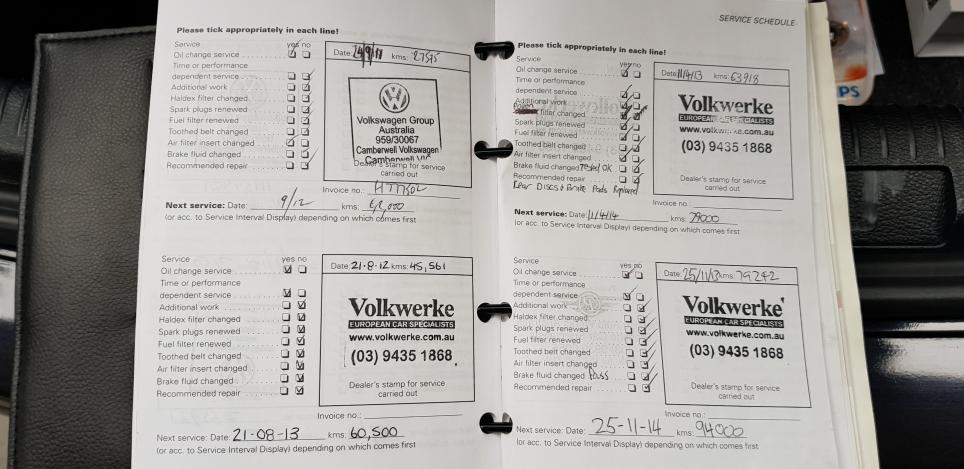 Please tick appropriately in each line!
Service yes no
Oil change service
Time or performance
dependent service
Additional work
Haldex filter changed
Spark plugs renewed
Fuel filter renewed
Toothed belt changed
Air filter insert changed
Brake fluid changed
Recommended repair
Date: kms:
Volkswagen Group
Australia
959/30067
Camberwell Volkswagen
Camberwell VIC
Dealer's stamp for service
carried out
Invoice no.:
Next service: Date: 9/12 kms:
(or acc. to Service Interval Display) depending on which comes first
Service yes no
Oil change service
Time or performance
dependent service
Additional work
Haldex filter changed
Spark plugs renewed
Fuel filter renewed
Toothed belt changed
Air filter insert changed
Brake fluid changed
Recommended repair
Date: 21-8-12 kms: 45,561
Volkwerke
EUROPEAN CAR SPECIALISTS
www.volkwerke.com.au
(03) 9435 1868
Dealer's stamp for service
carried out
Invoice no.:
Next service: Date: 21-08-13 kms: 60,500
(or acc. to Service Interval Display) depending on which comes first
SERVICE SCHEDULE
Please tick appropriately in each line!
Service yes no
Oil change service
Time or performance
dependent service
Additional work
Pollen filter changed
Spark plugs renewed
Fuel filter renewed
Toothed belt changed
Air filter insert changed
Brake fluid changed Tested OK
Recommended repair
Rear Discs & Brake Pads Replaced
Date: 11/4/13 kms: 63918
Volkwerke
EUROPEAN CAR SPECIALISTS
www.volkwerke.com.au
(03) 9435 1868
Dealer's stamp for service
carried out
Invoice no.:
Next service: Date: 11/4/14 kms: 79000
(or acc. to Service Interval Display) depending on which comes first
Service yes no
Oil change service
Time or performance
dependent service
Additional work
Haldex filter changed
Spark plugs renewed
Fuel filter renewed
Toothed belt changed
Air filter insert changed
Brake fluid changed Pass
Recommended repair
Date: 25/11/13 kms: 79242
Volkwerke
EUROPEAN CAR SPECIALISTS
www.volkwerke.com.au
(03) 9435 1868
Dealer's stamp for service
carried out
Invoice no.:
Next service: Date: 25-11-14 kms: 94000
(or acc. to Service Interval Display) depending on which comes first
PS